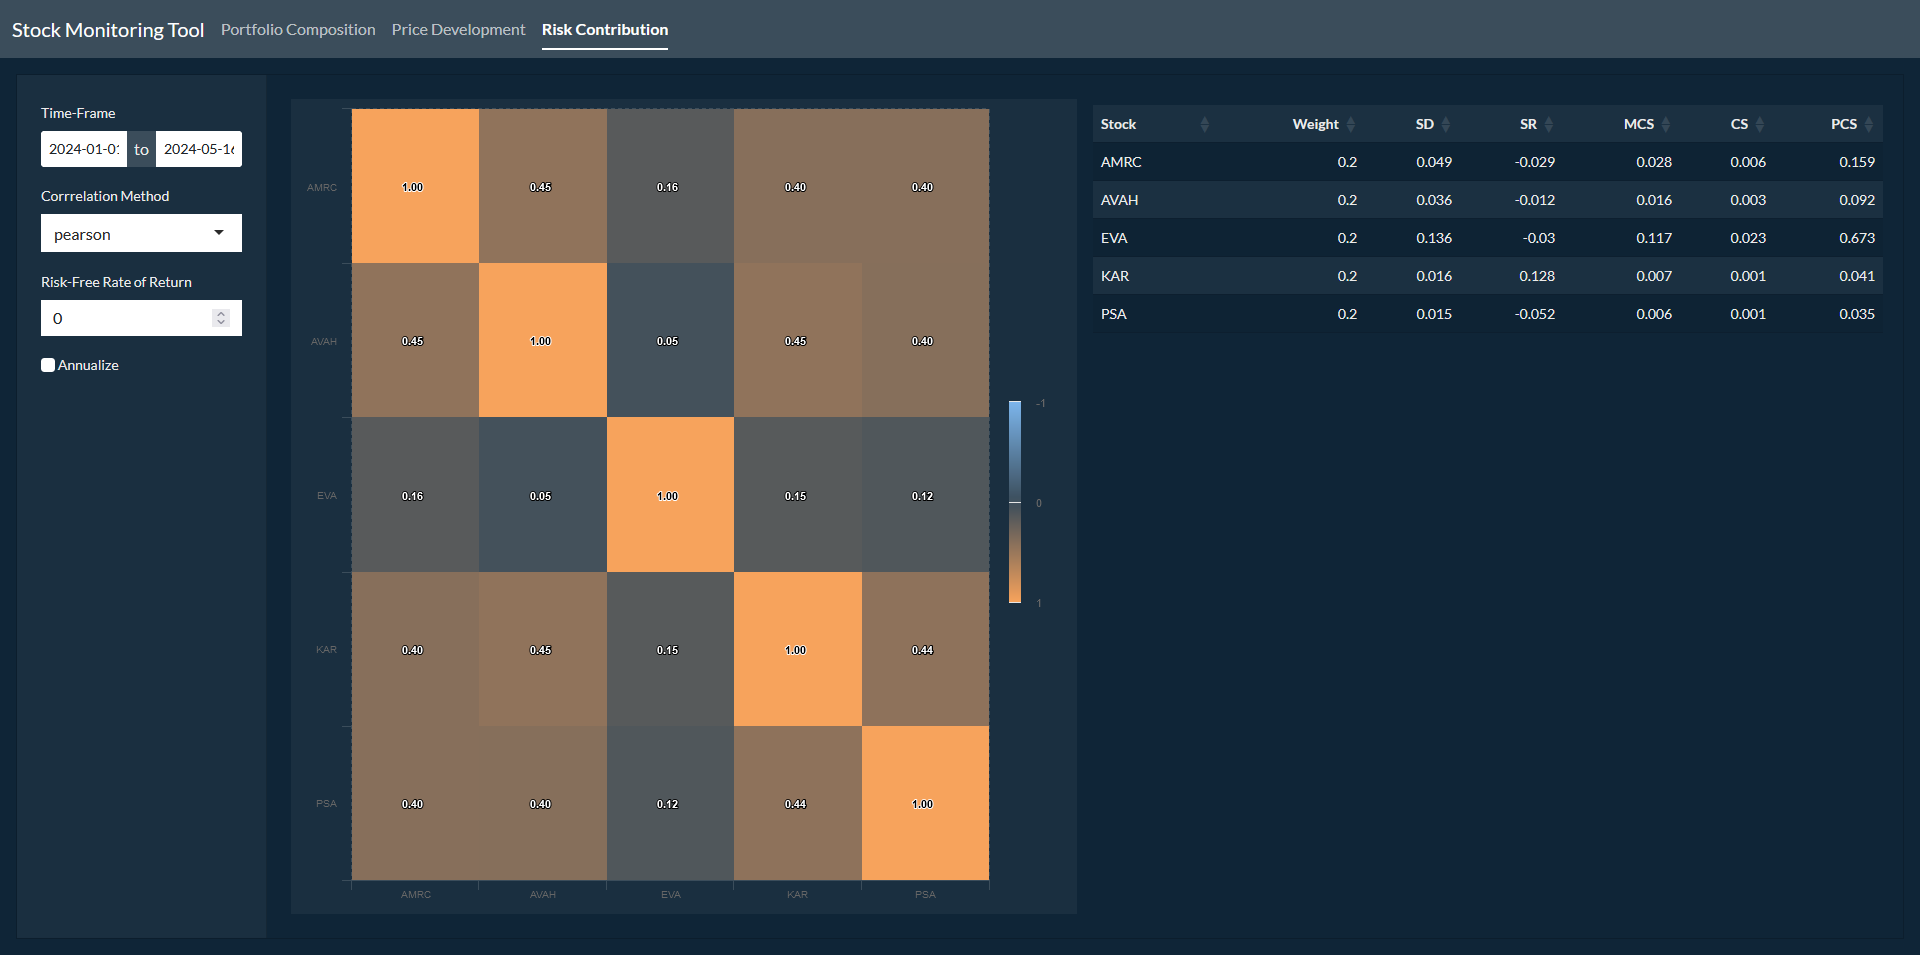 Stock Monitoring Tool Portfolio Composition Price Development Risk Contribution
Time-Frame
2024-01-01 to 2024-05-16
Corrrelation Method
pearson
Risk-Free Rate of Return
0
Annualize
AMRC 1.00 0.45 0.16 0.40 0.40
AVAH 0.45 1.00 0.05 0.45 0.40
EVA 0.16 0.05 1.00 0.15 0.12
KAR 0.40 0.45 0.15 1.00 0.44
PSA 0.40 0.40 0.12 0.44 1.00
AMRC AVAH EVA KAR PSA
-1
0
1
Stock Weight SD SR MCS CS PCS
AMRC 0.2 0.049 -0.029 0.028 0.006 0.159
AVAH 0.2 0.036 -0.012 0.016 0.003 0.092
EVA 0.2 0.136 -0.03 0.117 0.023 0.673
KAR 0.2 0.016 0.128 0.007 0.001 0.041
PSA 0.2 0.015 -0.052 0.006 0.001 0.035